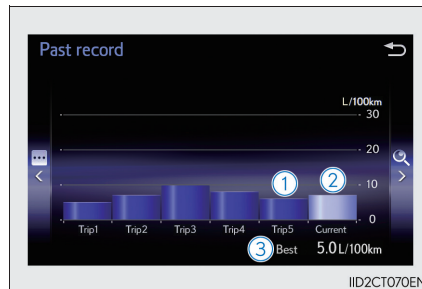 Past record
L/100km
30
20
10
0
1
2
Trip1 Trip2 Trip3 Trip4 Trip5 Current
3 Best 5.0 L/100km
IID2CT070EN